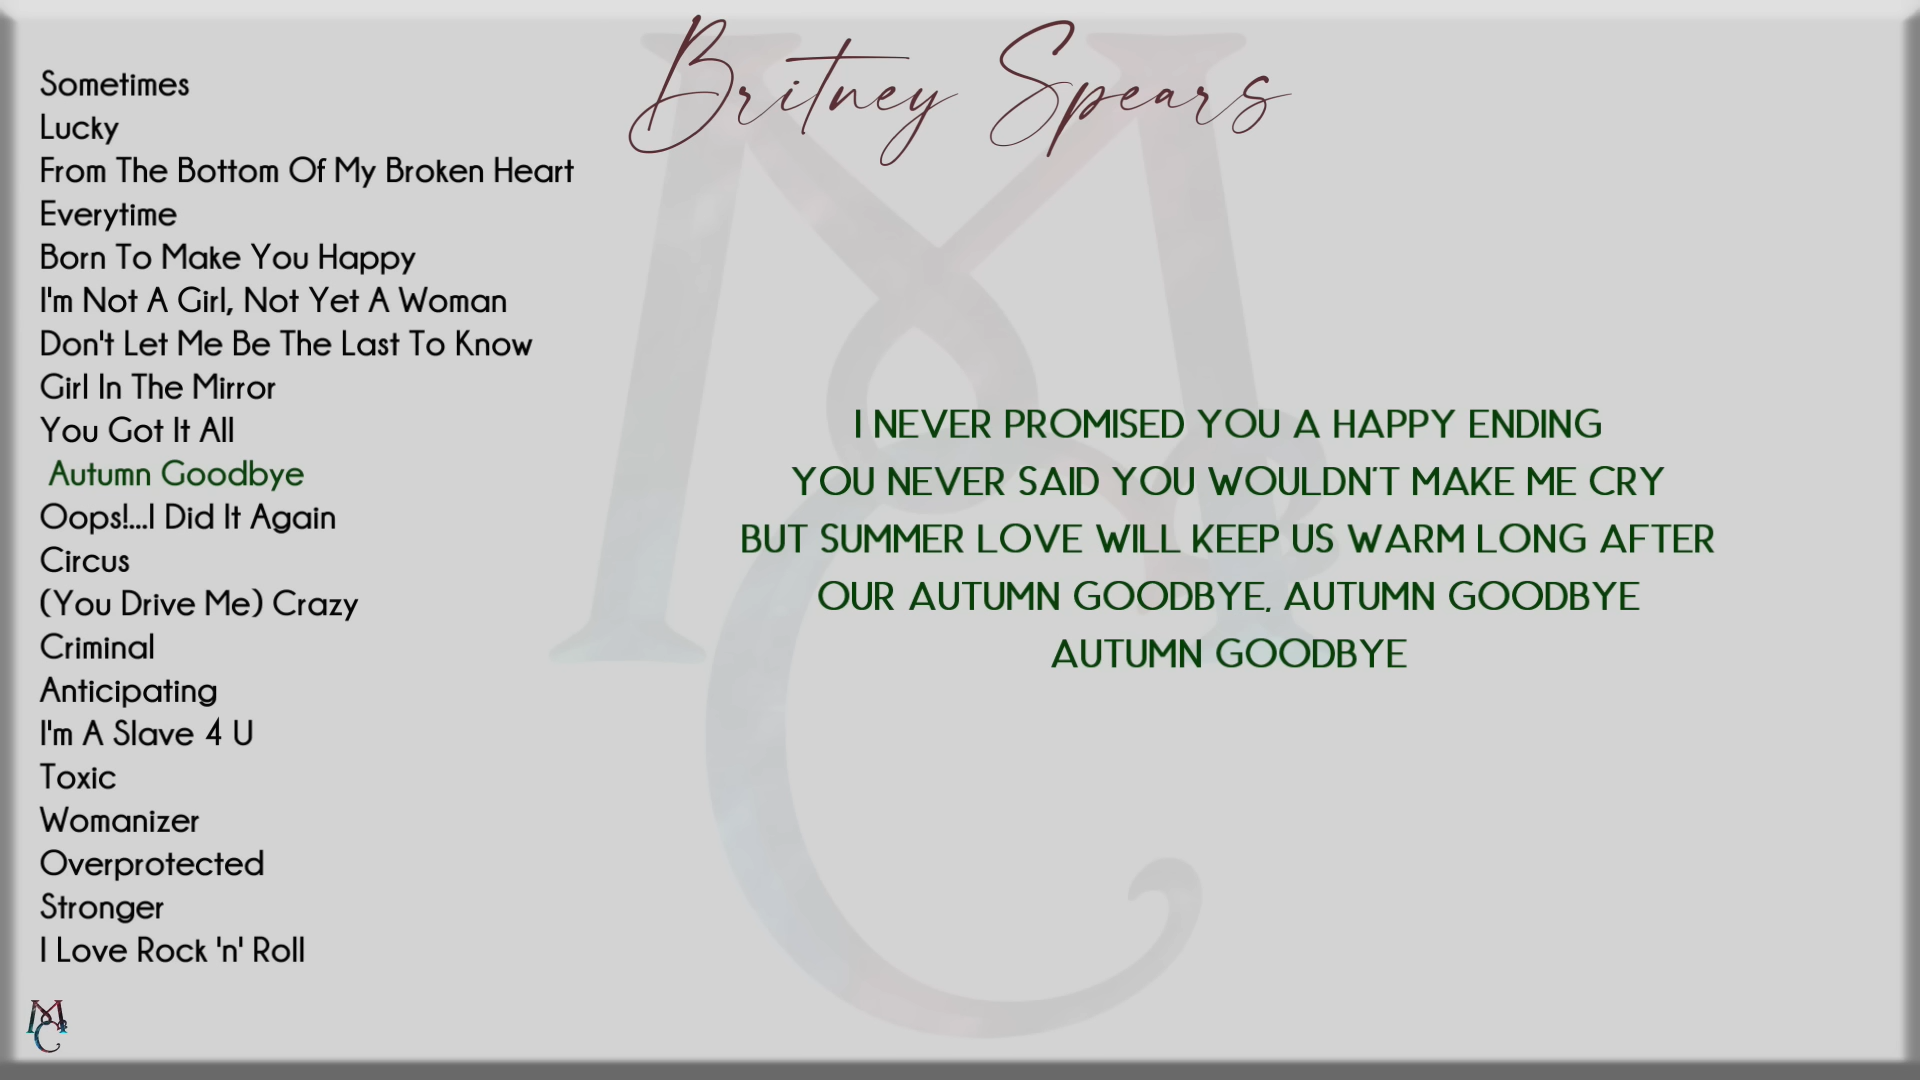 Britney Spears
Sometimes
Lucky
From The Bottom Of My Broken Heart
Everytime
Born To Make You Happy
I'm Not A Girl, Not Yet A Woman
Don't Let Me Be The Last To Know
Girl In The Mirror
You Got It All
Autumn Goodbye
Oops!...I Did It Again
Circus
(You Drive Me) Crazy
Criminal
Anticipating
I'm A Slave 4 U
Toxic
Womanizer
Overprotected
Stronger
I Love Rock 'n' Roll
I NEVER PROMISED YOU A HAPPY ENDING
YOU NEVER SAID YOU WOULDN'T MAKE ME CRY
BUT SUMMER LOVE WILL KEEP US WARM LONG AFTER
OUR AUTUMN GOODBYE, AUTUMN GOODBYE
AUTUMN GOODBYE
MC